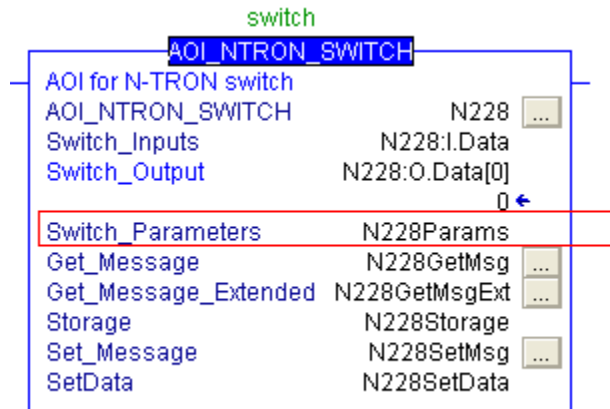 switch
AOI_NTRON_SWITCH
AOI for N-TRON switch
AOI_NTRON_SWITCH N228 ...
Switch_Inputs N228:I.Data
Switch_Output N228:O.Data[0]
0
Switch_Parameters N228Params
Get_Message N228GetMsg ...
Get_Message_Extended N228GetMsgExt ...
Storage N228Storage
Set_Message N228SetMsg ...
SetData N228SetData